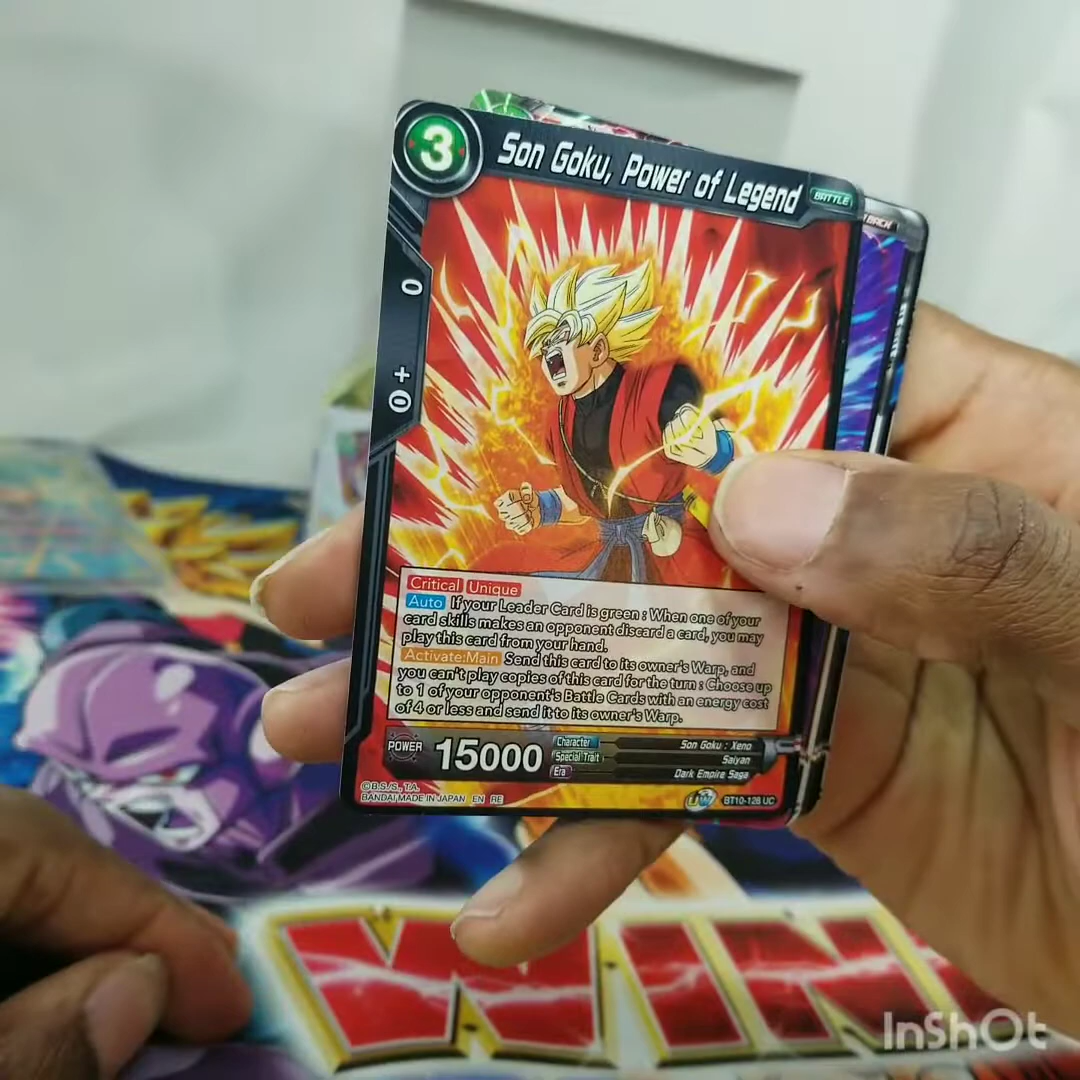 3
Son Goku, Power of Legend
BATTLE
BACK
0
0+
Critical Unique
Auto If your Leader Card is green : When one of your
card skills makes an opponent discard a card, you may
play this card from your hand.
Activate:Main Send this card to its owner's Warp, and
you can't play copies of this card for the turn : Choose up
to 1 of your opponent's Battle Cards with an energy cost
of 4 or less and send it to its owner's Warp.
POWER 15000
Character Son Goku : Xeno
Special Trait Saiyan
Era Dark Empire Saga
©B.S./S., T.A.
BANDAI MADE IN JAPAN EN RE
UW BT10-128 UC
WIN
InShOt